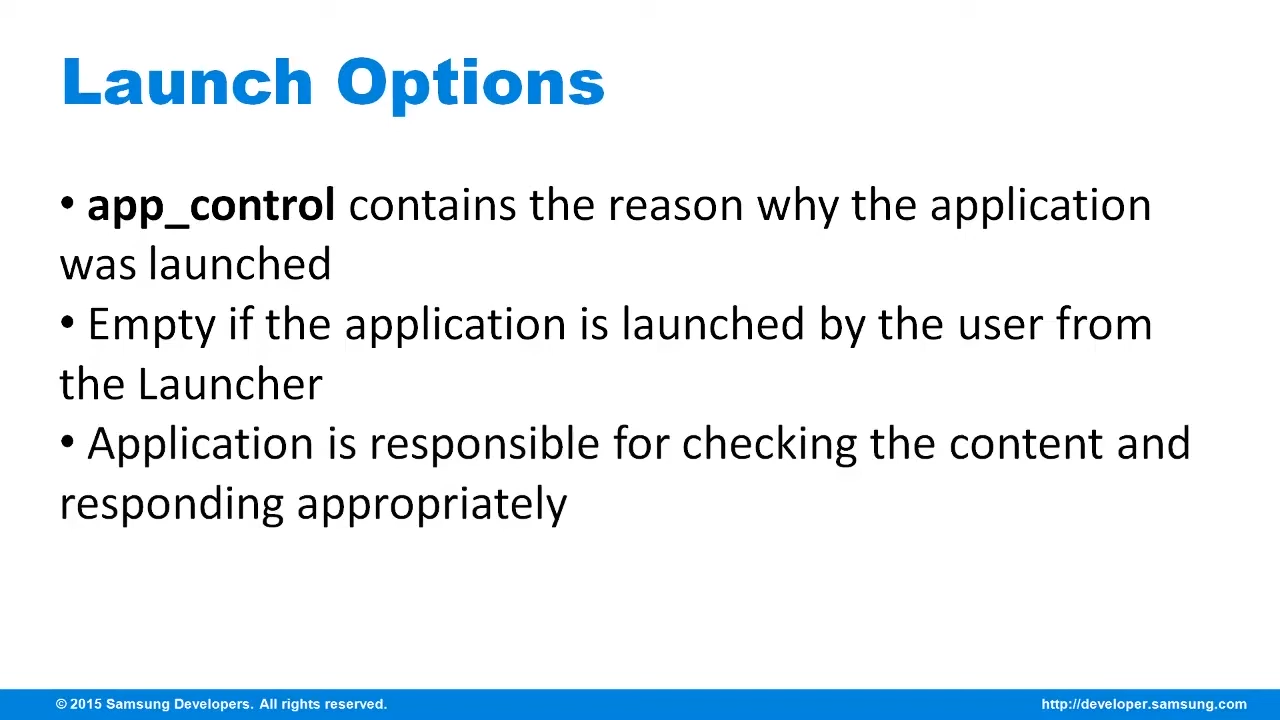 Launch Options
• app_control contains the reason why the application
was launched
• Empty if the application is launched by the user from
the Launcher
• Application is responsible for checking the content and
responding appropriately
© 2015 Samsung Developers. All rights reserved.
http://developer.samsung.com